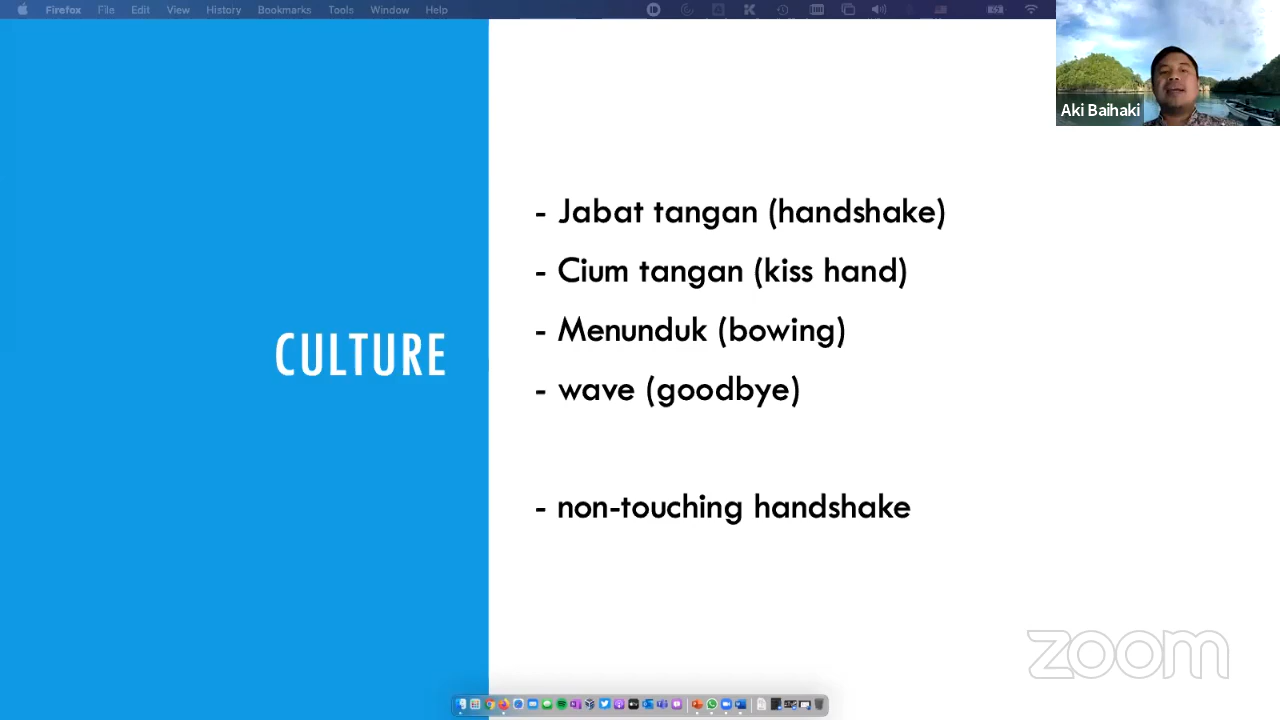 Firefox File Edit View History Bookmarks Tools Window Help
Aki Baihaki
CULTURE
- Jabat tangan (handshake)
- Cium tangan (kiss hand)
- Menunduk (bowing)
- wave (goodbye)
- non-touching handshake
zoom